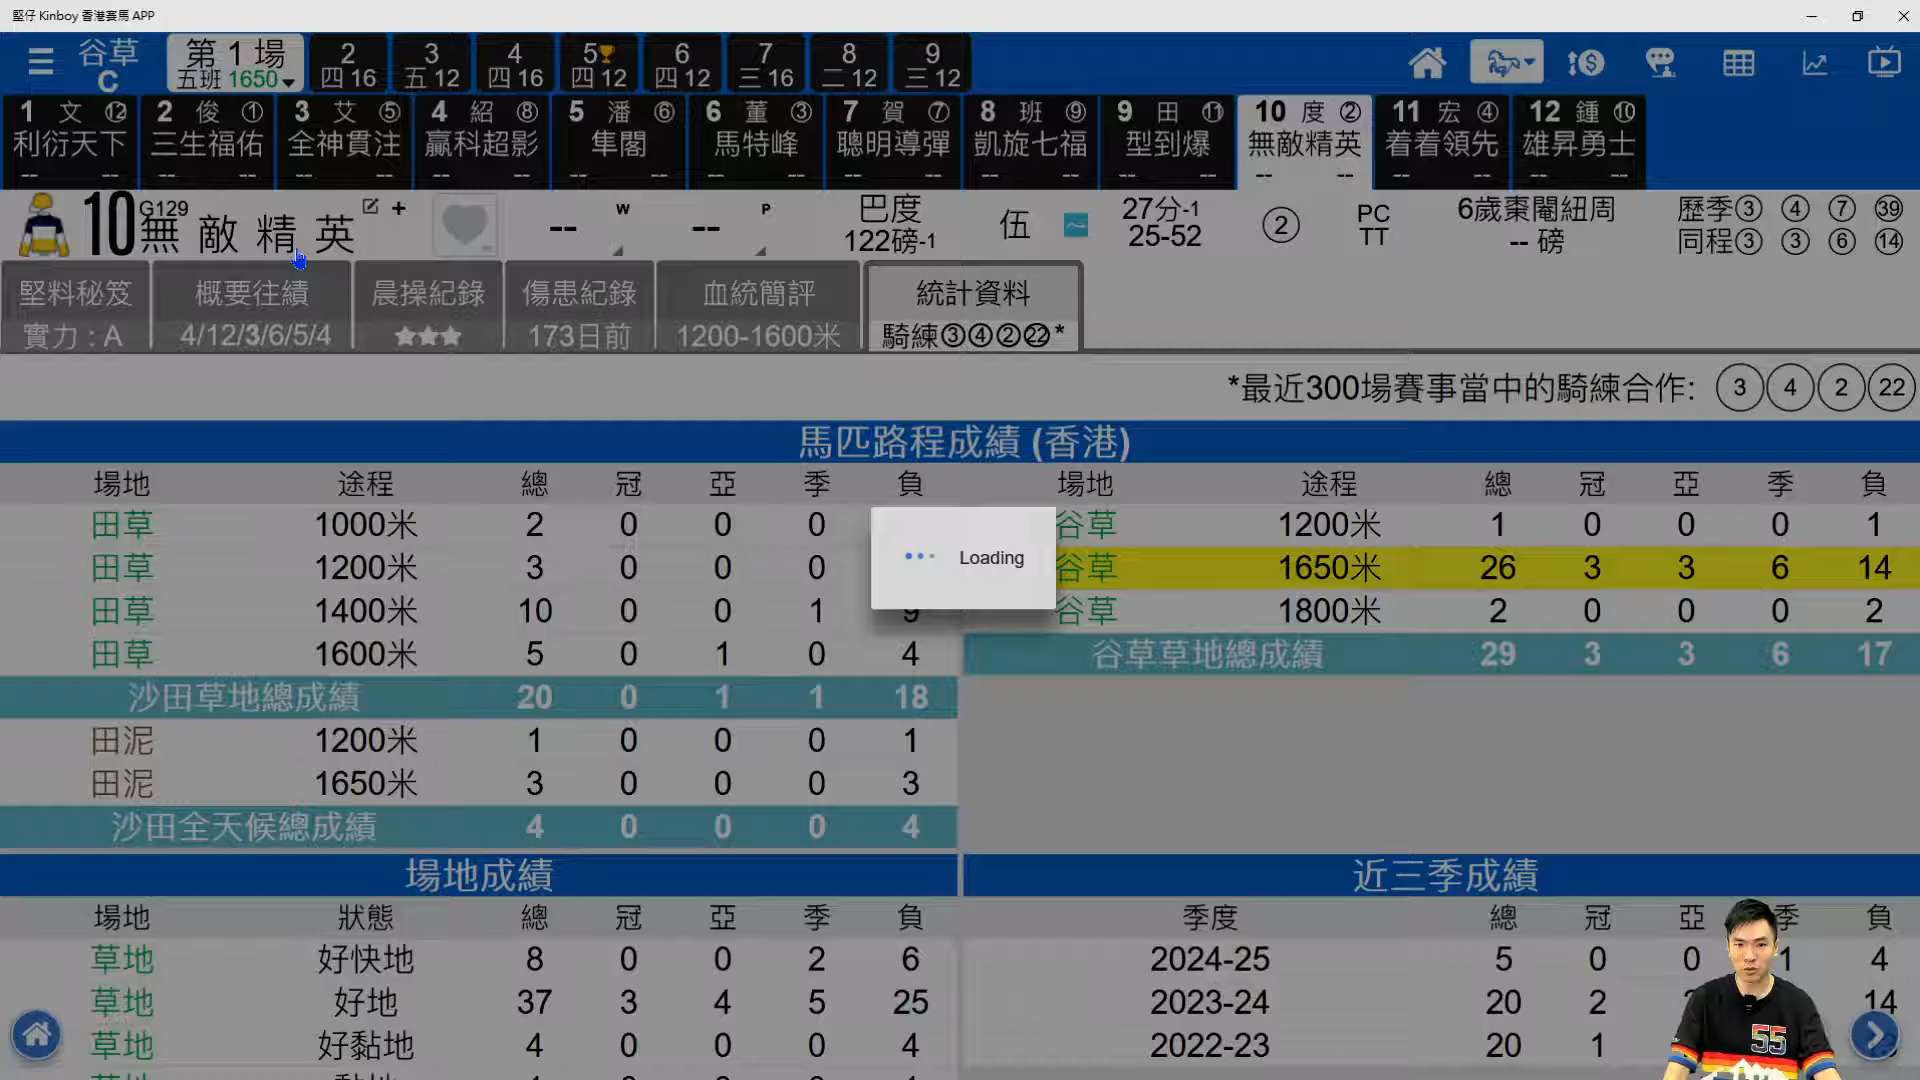 堅仔 Kinboy 香港賽馬 APP
谷草 C
第 1 場 五班 1650
2 四 16
3 五 12
4 四 16
5 四 12
6 四 12
7 三 16
8 二 12
9 三 12
1 文 ⑫ 利衍天下 -- --
2 俊 ① 三生福佑 -- --
3 艾 ⑤ 全神貫注 -- --
4 紹 ⑧ 贏科超影 -- --
5 潘 ⑥ 隼閣 -- --
6 董 ③ 馬特峰 -- --
7 賀 ⑦ 聰明導彈 -- --
8 班 ⑨ 凱旋七福 -- --
9 田 ⑪ 型到爆 -- --
10 度 ② 無敵精英 -- --
11 宏 ④ 着着領先
12 鍾 ⑩ 雄昇勇士 -- --
10 G129 無敵精英 +
-- W
-- P
巴度
122磅-1
伍
27分-1
25-52
②
PC
TT
6歲棗閹紐周
-- 磅
歷季③ ④ ⑦ ㊴
同程③ ③ ⑥ ⑭
堅料秘笈 概要往績 晨操紀錄 傷患紀錄 血統簡評 統計資料
實力 : A 4/12/3/6/5/4 ★★★ 173日前 1200-1600米 騎練③④②㉒*
*最近300場賽事當中的騎練合作: 3 4 2 22
馬匹路程成績 (香港)
場地 途程 總 冠 亞 季 負 場地 途程 總 冠 亞 季 負
田草 1000米 2 0 0 0 谷草 1200米 1 0 0 0 1
田草 1200米 3 0 0 0 谷草 1650米 26 3 3 6 14
田草 1400米 10 0 0 1 9 谷草 1800米 2 0 0 0 2
田草 1600米 5 0 1 0 4 谷草草地總成績 29 3 3 6 17
沙田草地總成績 20 0 1 1 18
田泥 1200米 1 0 0 0 1
田泥 1650米 3 0 0 0 3
沙田全天候總成績 4 0 0 0 4
Loading
場地成績 近三季成績
場地 狀態 總 冠 亞 季 負 季度 總 冠 亞 季 負
草地 好快地 8 0 0 2 6 2024-25 5 0 0 1 4
草地 好地 37 3 4 5 25 2023-24 20 2 14
草地 好黏地 4 0 0 0 4 2022-23 20 1
55